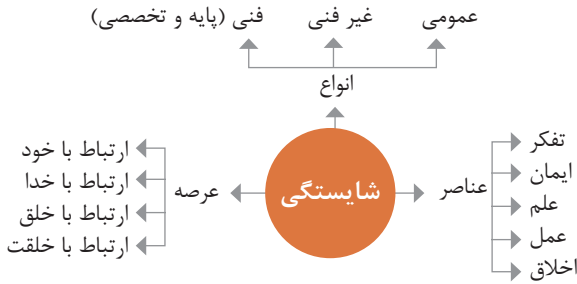 عمومی
غیر فنی
فنی (پایه و تخصصی)
انواع
شایستگی
عناصر
تفکر
ایمان
علم
عمل
اخلاق
عرصه
ارتباط با خود
ارتباط با خدا
ارتباط با خلق
ارتباط با خلقت